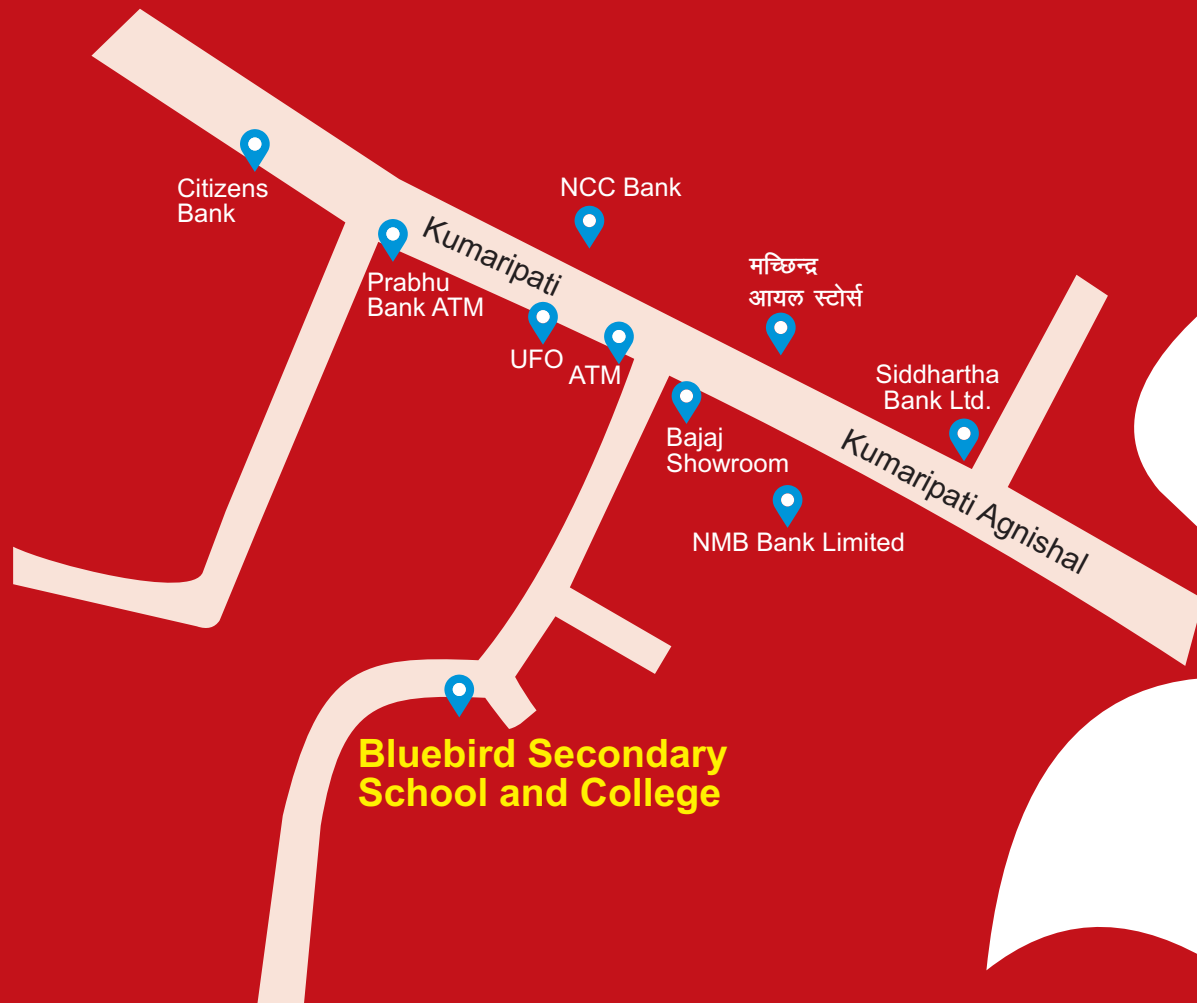 Citizens
Bank
NCC Bank
Kumaripati
Prabhu
Bank ATM
मच्छिन्द्र
आयल स्टोर्स
UFO
ATM
Siddhartha
Bank Ltd.
Bajaj
Showroom
Kumaripati Agnishal
NMB Bank Limited
Bluebird Secondary
School and College